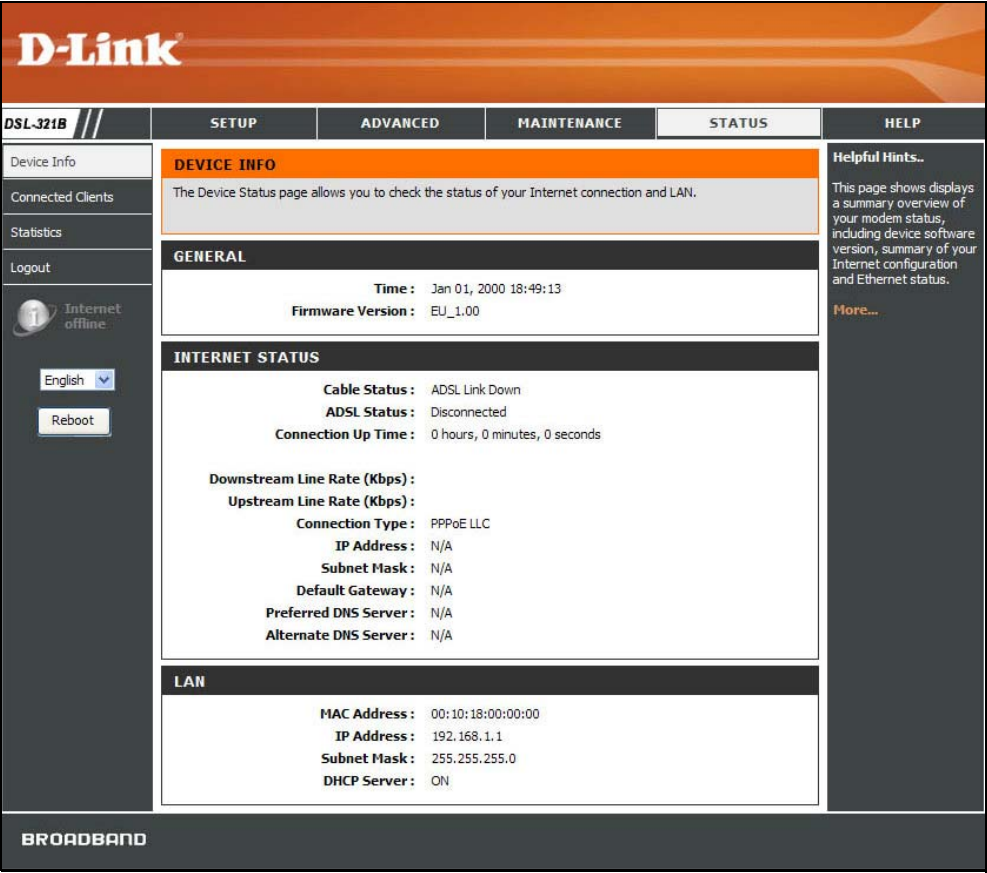 D-Link
DSL-321B
SETUP
ADVANCED
MAINTENANCE
STATUS
HELP
Device Info
Connected Clients
Statistics
Logout
Internet
offline
English
Reboot
DEVICE INFO
The Device Status page allows you to check the status of your Internet connection and LAN.
GENERAL
Time : Jan 01, 2000 18:49:13
Firmware Version : EU_1.00
INTERNET STATUS
Cable Status : ADSL Link Down
ADSL Status : Disconnected
Connection Up Time : 0 hours, 0 minutes, 0 seconds
Downstream Line Rate (Kbps) :
Upstream Line Rate (Kbps) :
Connection Type : PPPoE LLC
IP Address : N/A
Subnet Mask : N/A
Default Gateway : N/A
Preferred DNS Server : N/A
Alternate DNS Server : N/A
LAN
MAC Address : 00:10:18:00:00:00
IP Address : 192.168.1.1
Subnet Mask : 255.255.255.0
DHCP Server : ON
Helpful Hints..
This page shows displays
a summary overview of
your modem status,
including device software
version, summary of your
Internet configuration
and Ethernet status.
More...
BROADBAND